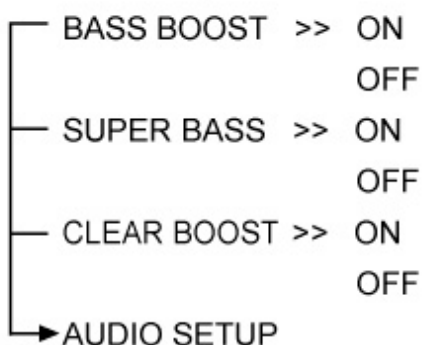 BASS BOOST >> ON
OFF
SUPER BASS >> ON
OFF
CLEAR BOOST >> ON
OFF
AUDIO SETUP